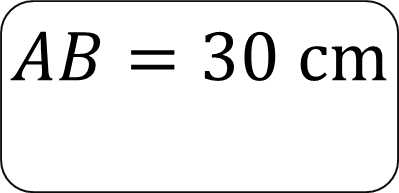 AB = 30 cm